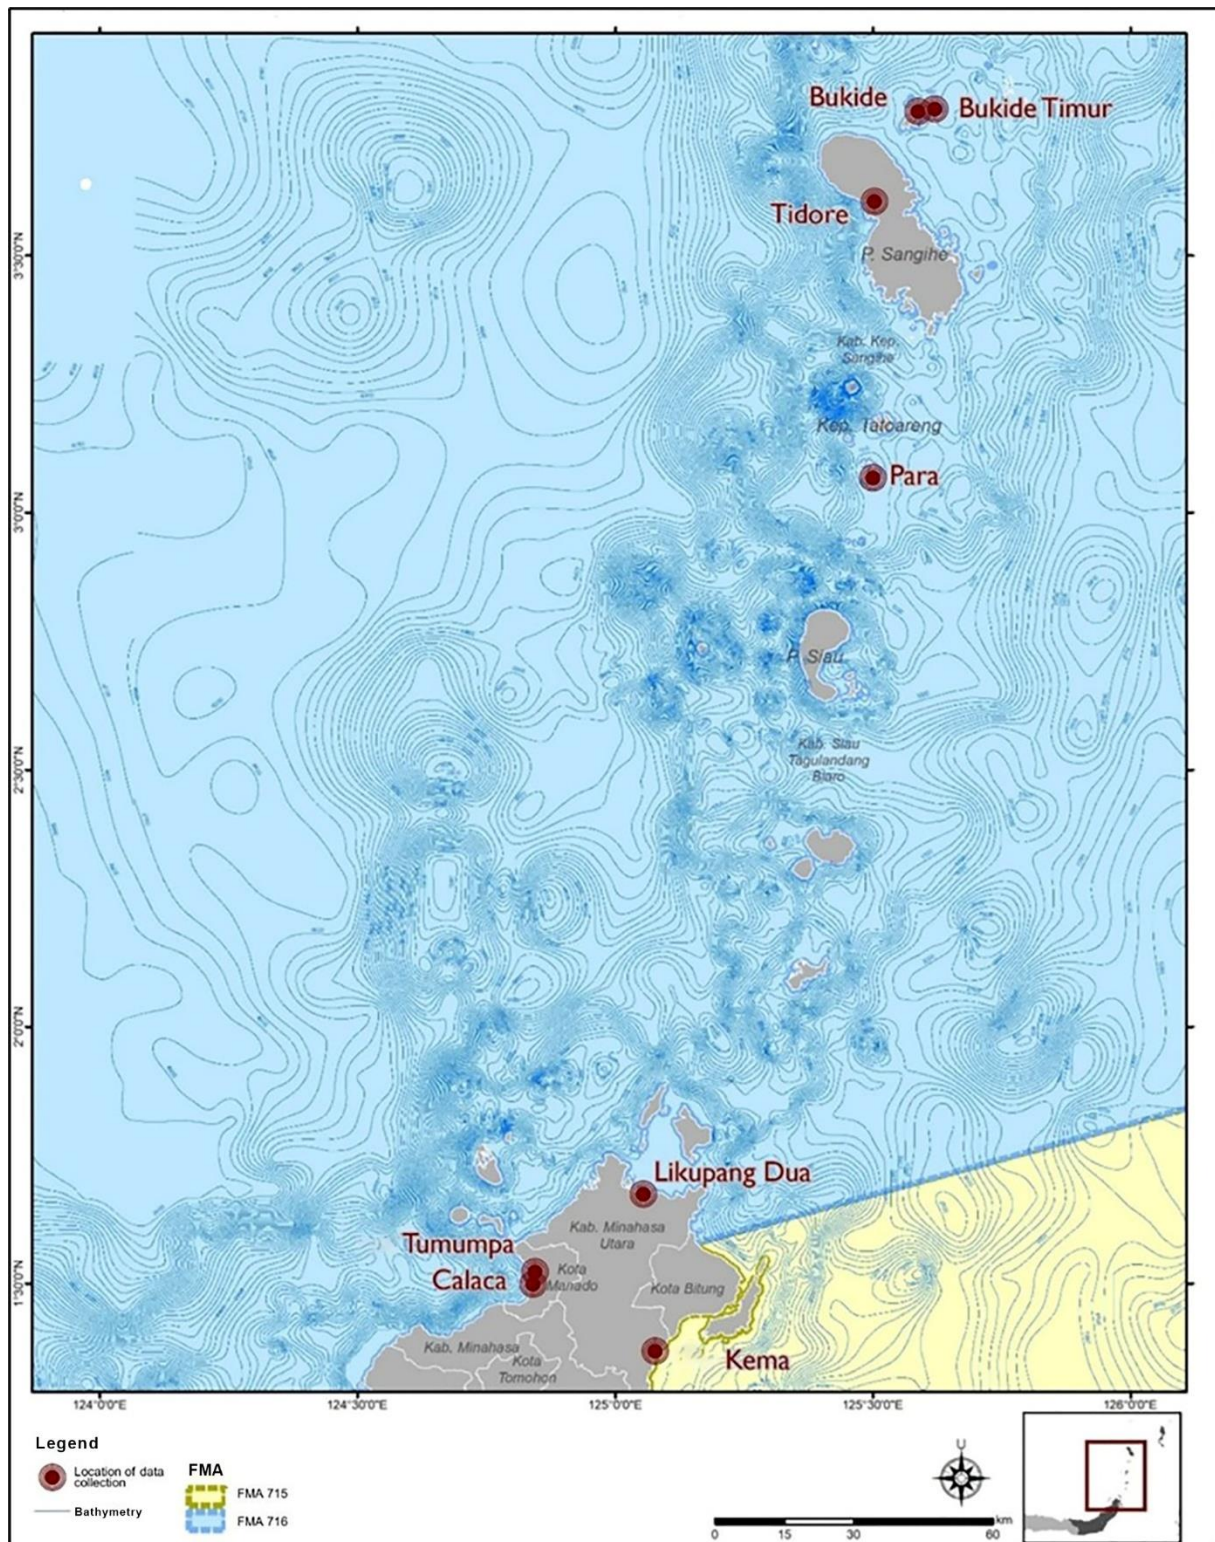 Bukide
Bukide Timur
Tidore
P. Sangihe
3°30'0"N
Kab. Kep.
Sangihe
Kep. Tatoareng
Para
3°0'0"N
P. Siau
Kab. Siau
Tagulandang
Biaro
2°30'0"N
2°0'0"N
Likupang Dua
Kab. Minahasa
Utara
Tumumpa
Calaca
Kota
Manado
Kota Bitung
1°30'0"N
Kab. Minahasa
Kota
Tomohon
Kema
124°0'0"E
124°30'0"E
125°0'0"E
125°30'0"E
126°0'0"E
Legend
Location of data
collection
Bathymetry
FMA
FMA 715
FMA 716
U
km
0
15
30
60